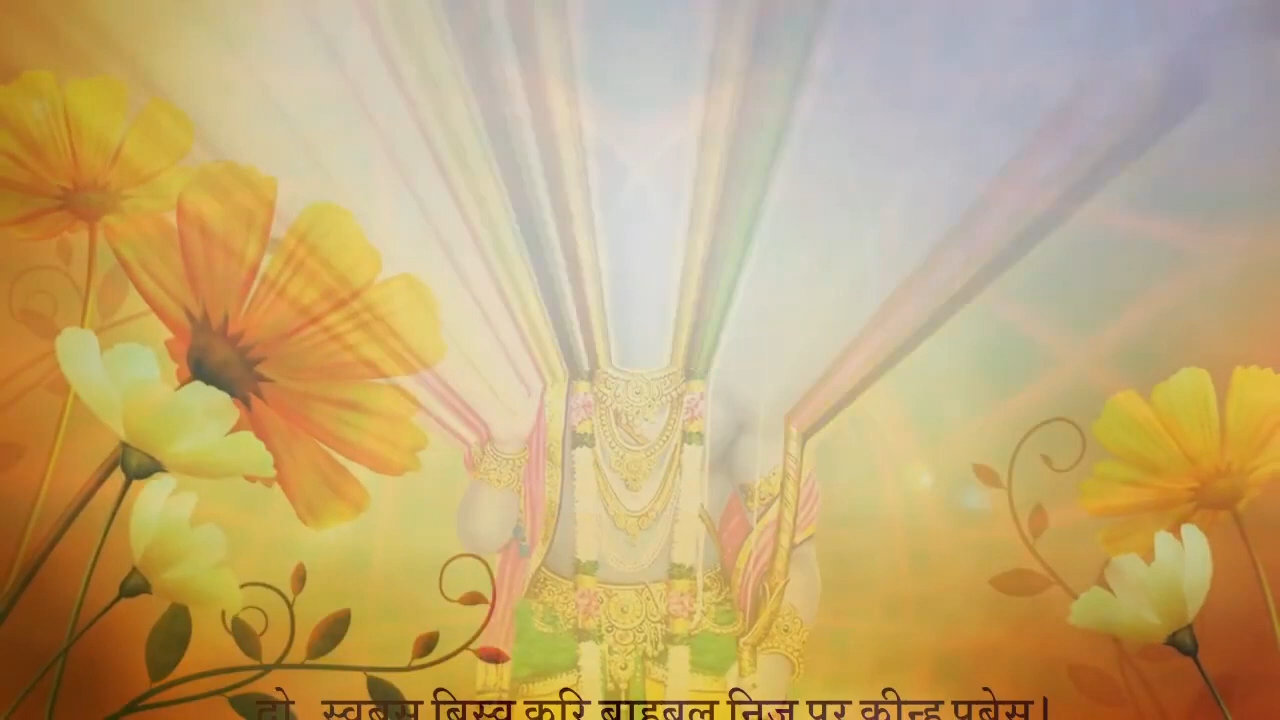 दो. स्वबस बिस्व करि बाहुबल निज पुर कीन्ह प्रबेसु।